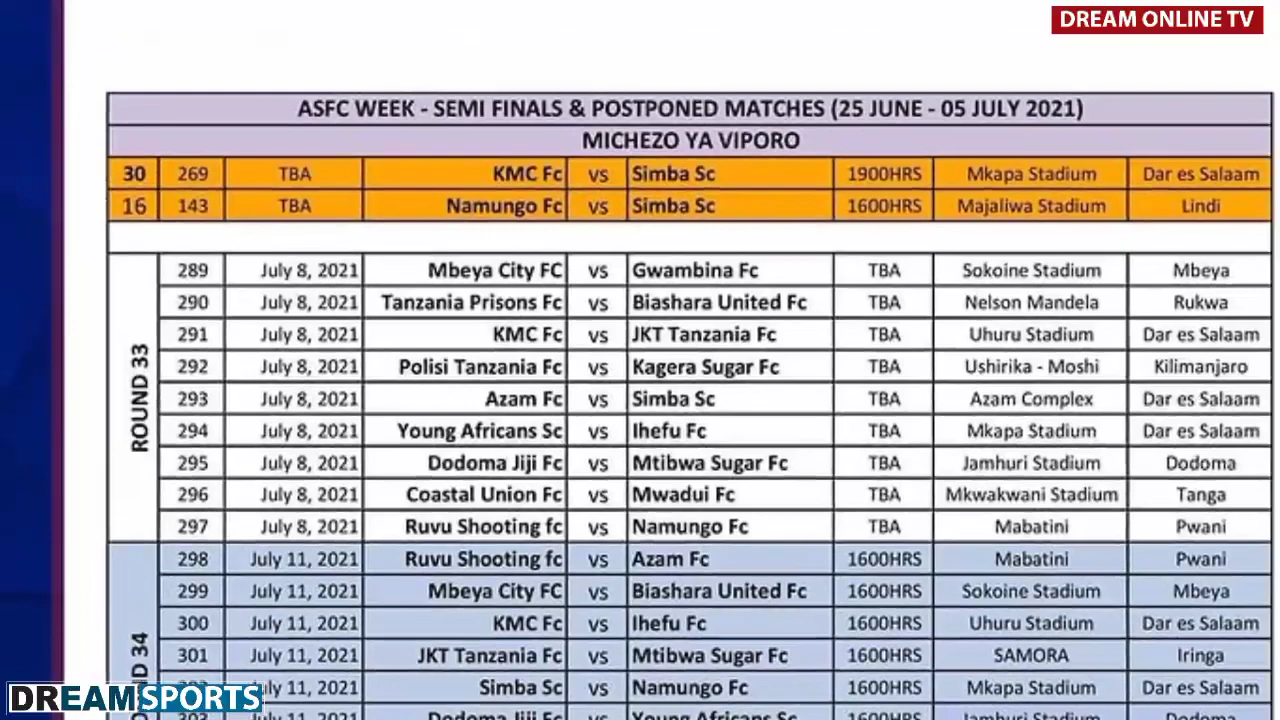 DREAM ONLINE TV
ASFC WEEK - SEMI FINALS & POSTPONED MATCHES (25 JUNE - 05 JULY 2021)
MICHEZO YA VIPORO
30 269 TBA KMC Fc vs Simba Sc 1900HRS Mkapa Stadium Dar es Salaam
16 143 TBA Namungo Fc vs Simba Sc 1600HRS Majaliwa Stadium Lindi
ROUND 33
289 July 8, 2021 Mbeya City FC vs Gwambina Fc TBA Sokoine Stadium Mbeya
290 July 8, 2021 Tanzania Prisons Fc vs Biashara United Fc TBA Nelson Mandela Rukwa
291 July 8, 2021 KMC Fc vs JKT Tanzania Fc TBA Uhuru Stadium Dar es Salaam
292 July 8, 2021 Polisi Tanzania Fc vs Kagera Sugar Fc TBA Ushirika - Moshi Kilimanjaro
293 July 8, 2021 Azam Fc vs Simba Sc TBA Azam Complex Dar es Salaam
294 July 8, 2021 Young Africans Sc vs Ihefu Fc TBA Mkapa Stadium Dar es Salaam
295 July 8, 2021 Dodoma Jiji Fc vs Mtibwa Sugar Fc TBA Jamhuri Stadium Dodoma
296 July 8, 2021 Coastal Union Fc vs Mwadui Fc TBA Mkwakwani Stadium Tanga
297 July 8, 2021 Ruvu Shooting fc vs Namungo Fc TBA Mabatini Pwani
34
298 July 11, 2021 Ruvu Shooting fc vs Azam Fc 1600HRS Mabatini Pwani
299 July 11, 2021 Mbeya City FC vs Biashara United Fc 1600HRS Sokoine Stadium Mbeya
300 July 11, 2021 KMC Fc vs Ihefu Fc 1600HRS Uhuru Stadium Dar es Salaam
301 July 11, 2021 JKT Tanzania Fc vs Mtibwa Sugar Fc 1600HRS SAMORA Iringa
July 11, 2021 Simba Sc vs Namungo Fc 1600HRS Mkapa Stadium Dar es Salaam
303 July 11, 2021 Dodoma Jiji Fc vs Young Africans Sc 1600HRS Jamhuri Stadium Dodoma
DREAMSPORTS